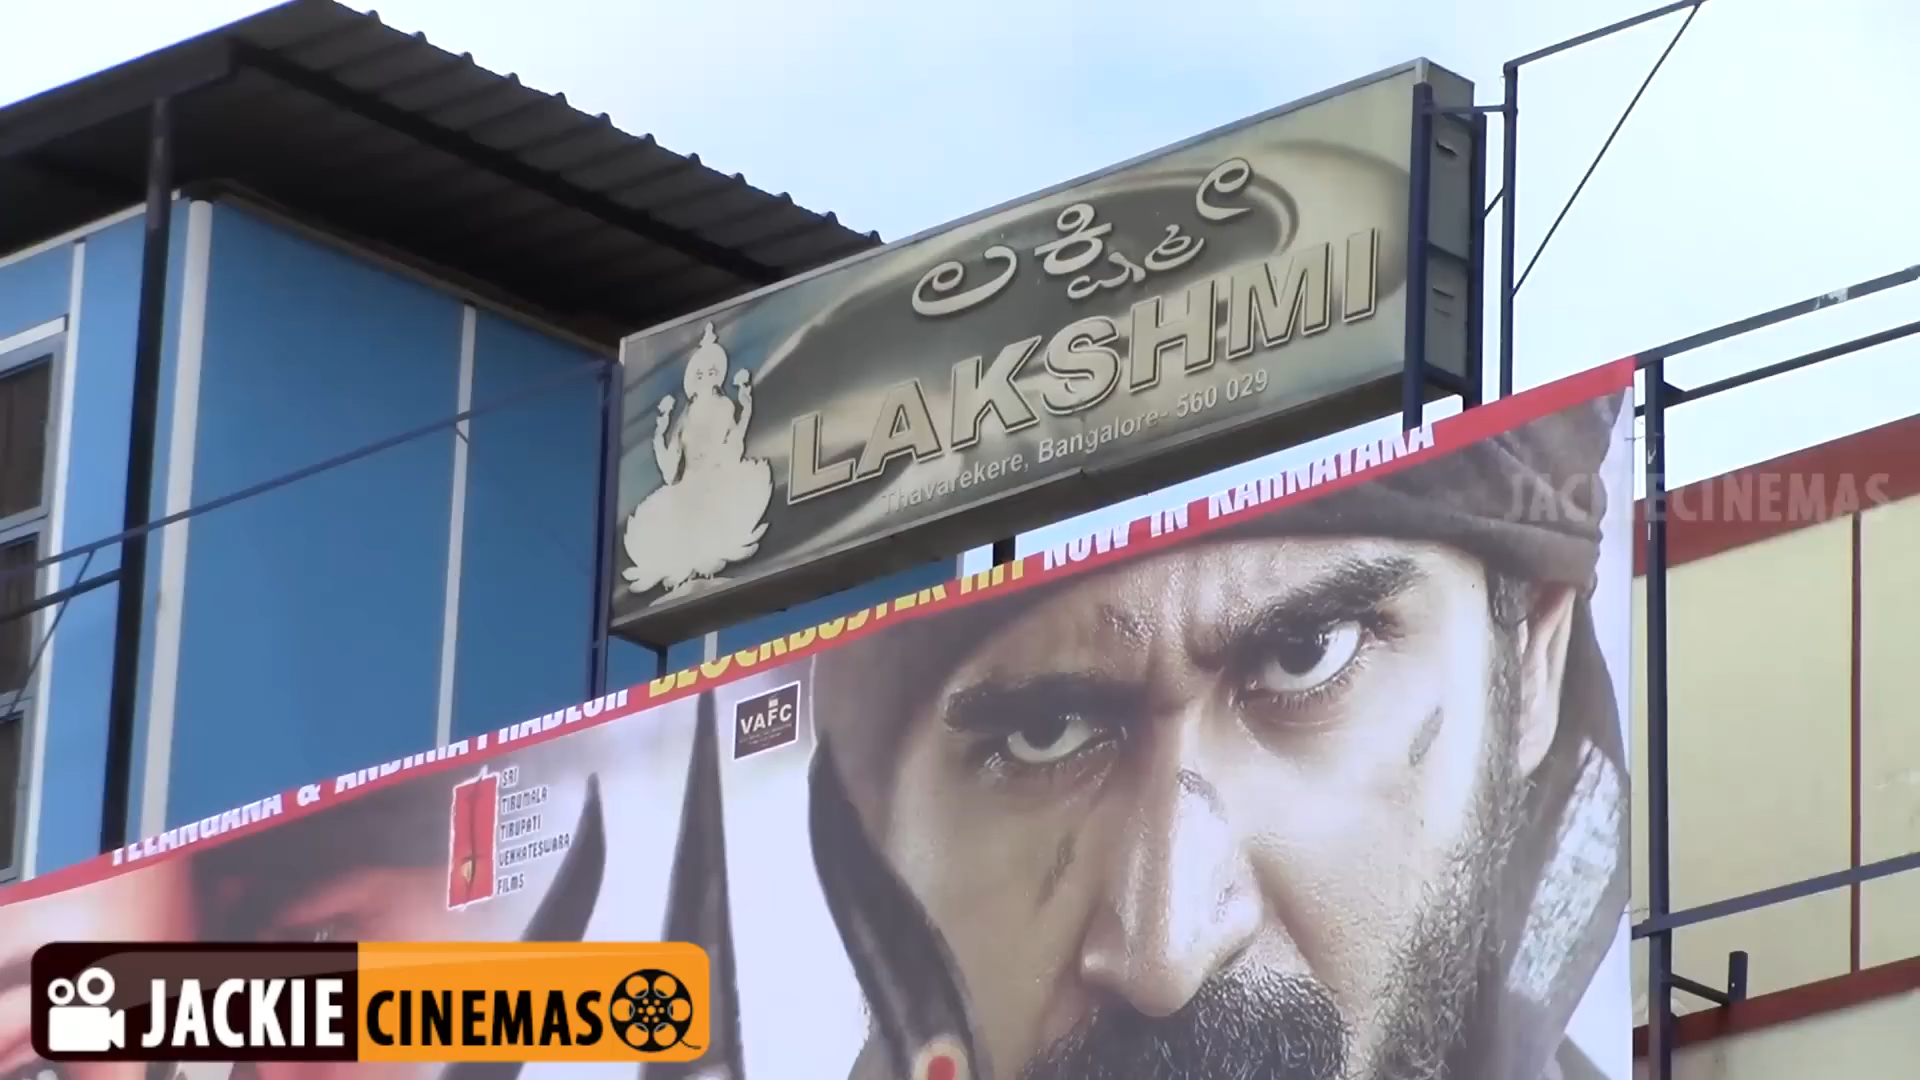 ಲಕ್ಷ್ಮೀ
LAKSHMI
Thavarekere, Bangalore- 560 029
TELANGANA & ANDHRA PRADESH BLOCKBUSTER HIT NOW IN KARNATAKA
VAFC
SRI
TIRUMALA
TIRUPATI
VENKATESWARA
FILMS
JACKIECINEMAS
JACKIE CINEMAS